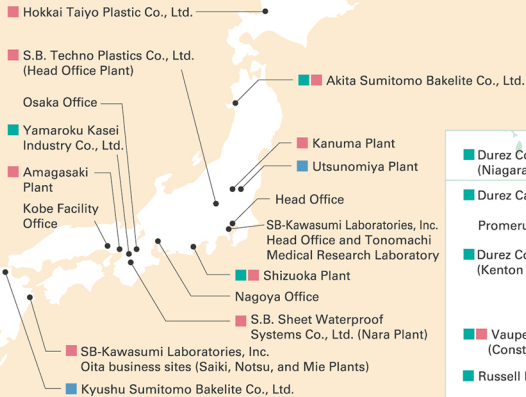 Hokkai Taiyo Plastic Co., Ltd.
S.B. Techno Plastics Co., Ltd.
(Head Office Plant)
Akita Sumitomo Bakelite Co., Ltd.
Osaka Office
Yamaroku Kasei
Industry Co., Ltd.
Amagasaki
Plant
Kobe Facility
Office
Kanuma Plant
Utsunomiya Plant
Head Office
SB-Kawasumi Laboratories, Inc.
Head Office and Tonomachi
Medical Research Laboratory
Shizuoka Plant
Nagoya Office
S.B. Sheet Waterproof
Systems Co., Ltd. (Nara Plant)
SB-Kawasumi Laboratories, Inc.
Oita business sites (Saiki, Notsu, and Mie Plants)
Kyushu Sumitomo Bakelite Co., Ltd.
Durez Co
(Niagara
Durez Ca
Promeru
Durez Co
(Kenton
Vaupe
(Const
Russell